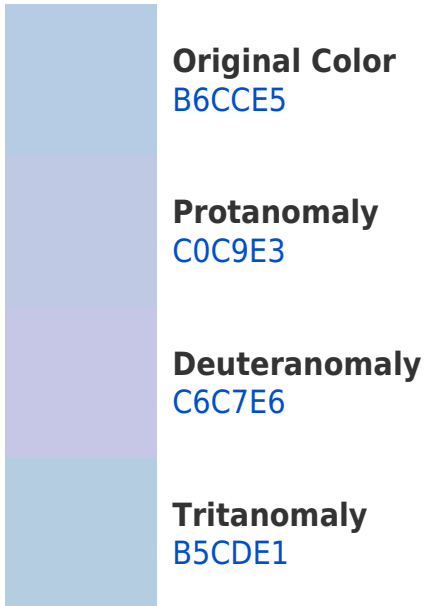 Original Color
B6CCE5
Protanomaly
C0C9E3
Deuteranomaly
C6C7E6
Tritanomaly
B5CDE1